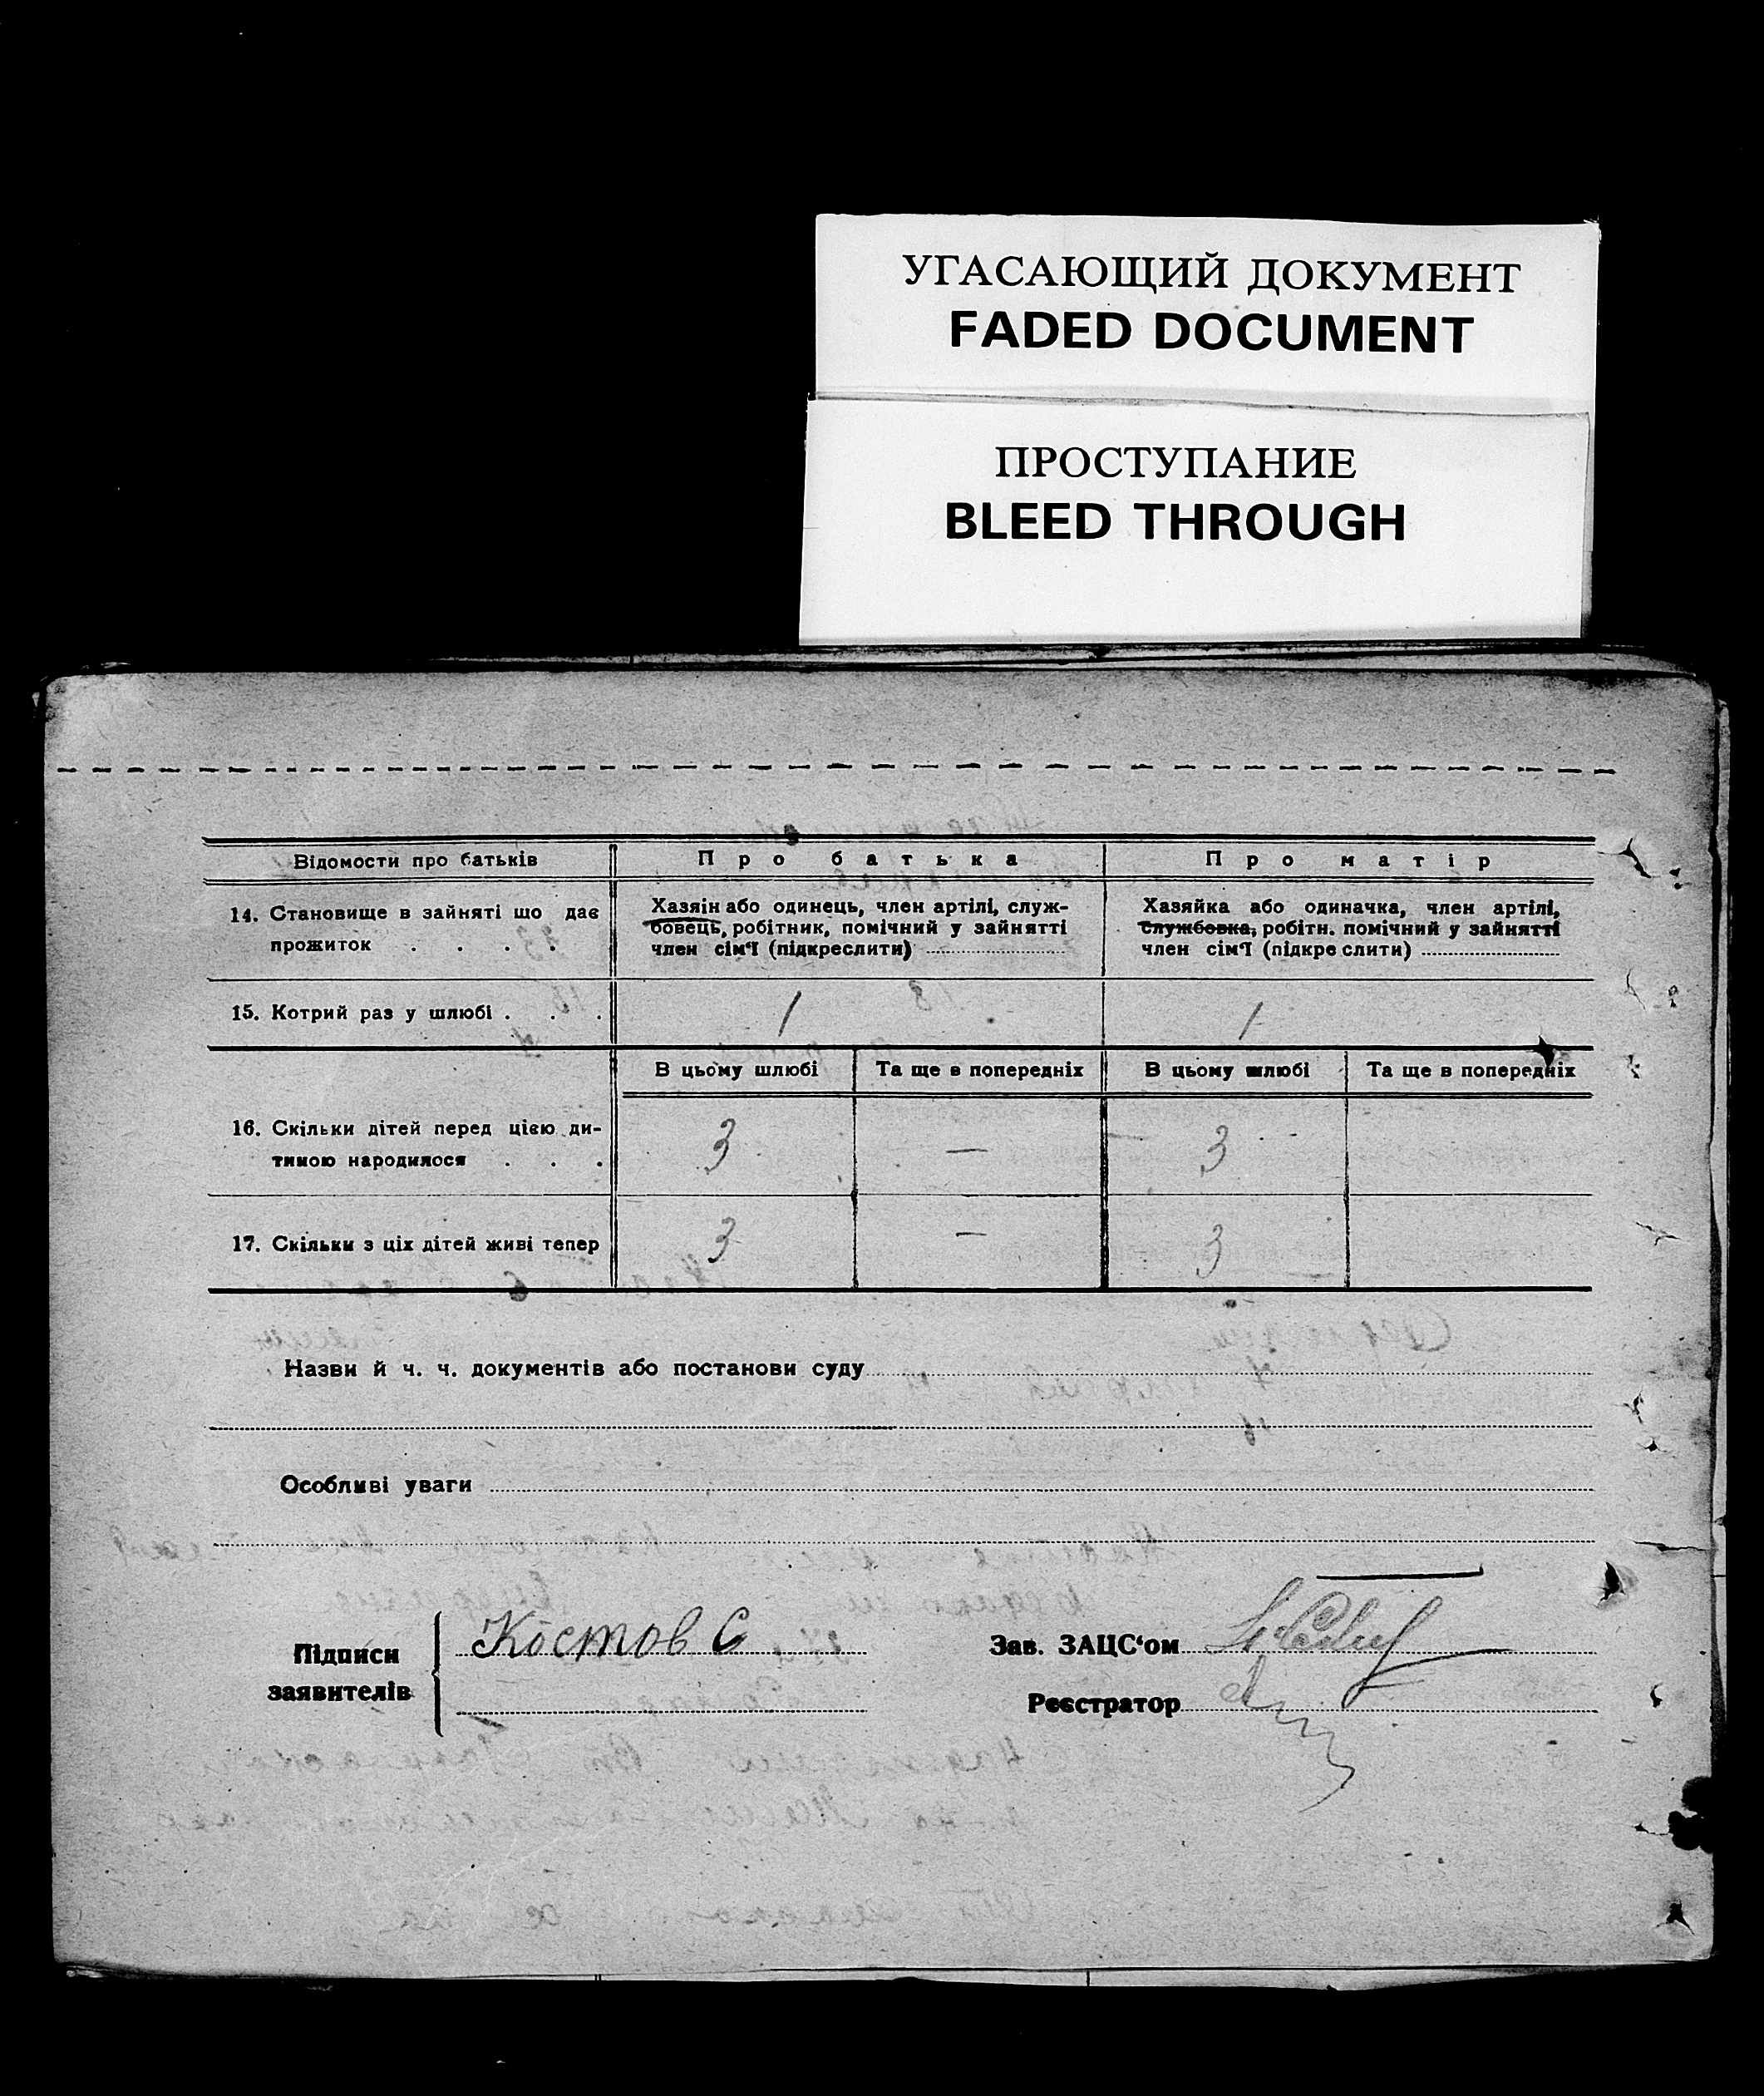 УГАСАЮЩИЙ ДОКУМЕНТ
FADED DOCUMENT
ПРОСТУПАНИЕ
BLEED THROUGH
Відомости про батьків
Про батька
Про матір
14. Становище в зайняті що дає
прожиток . . . .
Хазяін або одинець, член артілі, служ-
бовець, робітник, помічний у зайнятті
член сім'ї (підкреслити)
Хазяйка або одиначка, член артілі,
службовка, робітн. помічний у зайнятті
член сім'ї (підкреслити)
15. Котрий раз у шлюбі . . .
1
1
В цьому шлюбі
Та ще в попередніх
В цьому шлюбі
Та ще в попередніх
16. Скільки дітей перед цією ди-
тиною народилося . . .
3
—
3
17. Скільки з ціх дітей живі тепер
3
—
3
Назви й ч. ч. документів або постанови суду
Особливі уваги
Підписи
заявителів
Костов С
Зав. ЗАЦС'ом
Реєстратор